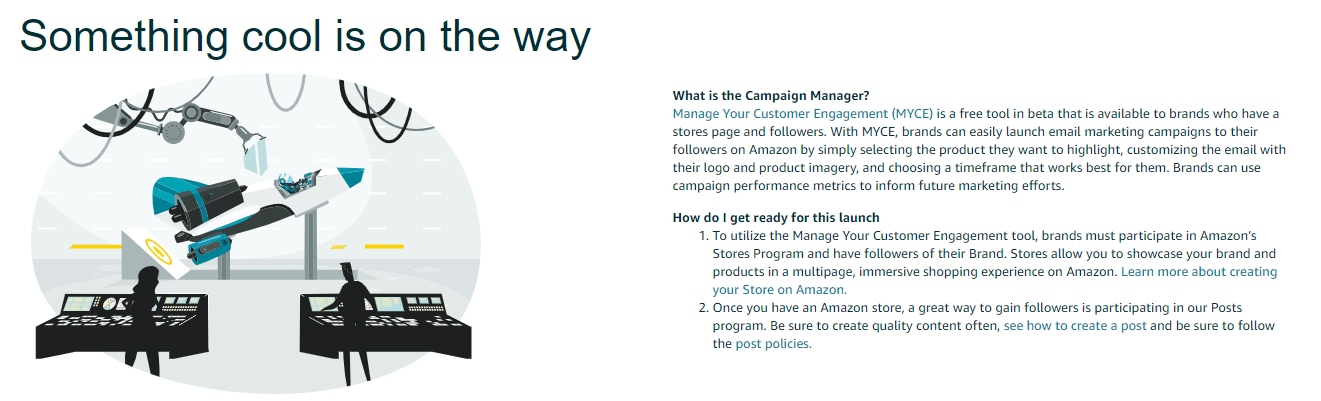 Something cool is on the way
What is the Campaign Manager?
Manage Your Customer Engagement (MYCE) is a free tool in beta that is available to brands who have a
stores page and followers. With MYCE, brands can easily launch email marketing campaigns to their
followers on Amazon by simply selecting the product they want to highlight, customizing the email with
their logo and product imagery, and choosing a timeframe that works best for them. Brands can use
campaign performance metrics to inform future marketing efforts.
How do I get ready for this launch
1. To utilize the Manage Your Customer Engagement tool, brands must participate in Amazon’s
Stores Program and have followers of their Brand. Stores allow you to showcase your brand and
products in a multipage, immersive shopping experience on Amazon. Learn more about creating
your Store on Amazon.
2. Once you have an Amazon store, a great way to gain followers is participating in our Posts
program. Be sure to create quality content often, see how to create a post and be sure to follow
the post policies.